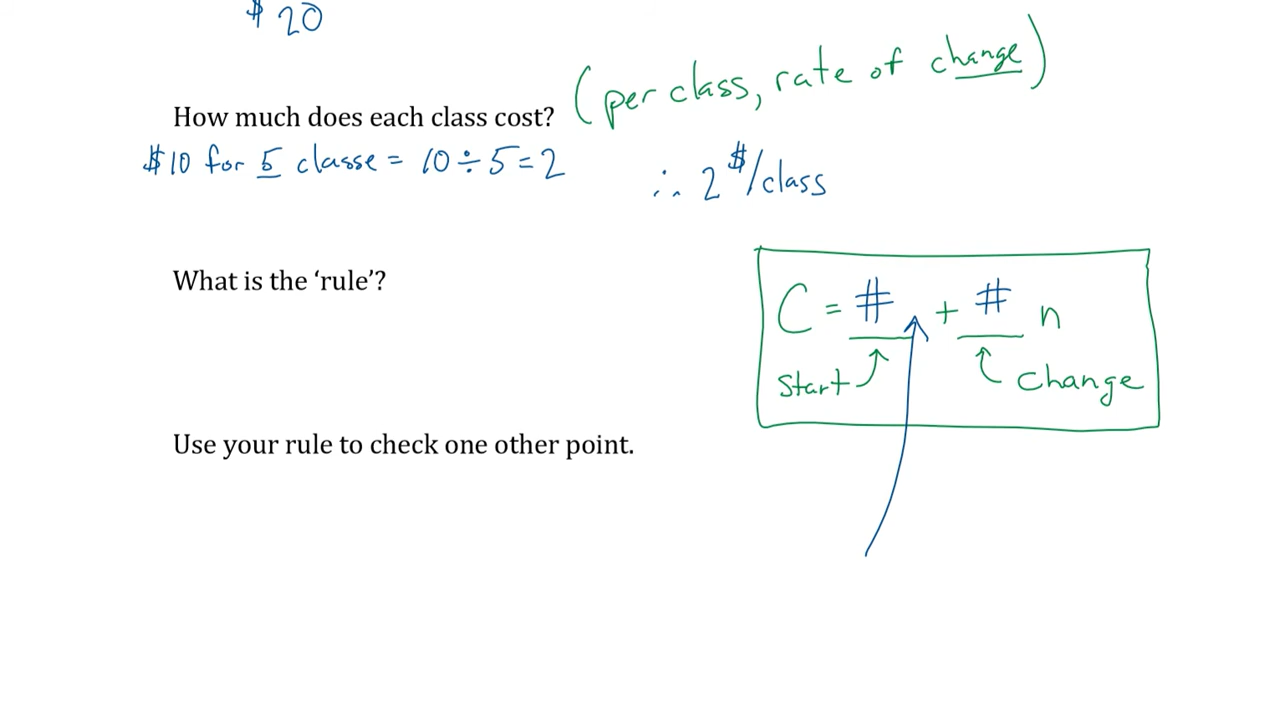 $20
How much does each class cost? (per class, rate of change)
$10 for 5 classe = 10 ÷ 5 = 2 ∴ 2 $/class
What is the ‘rule’?
C = # + # n
start change
Use your rule to check one other point.